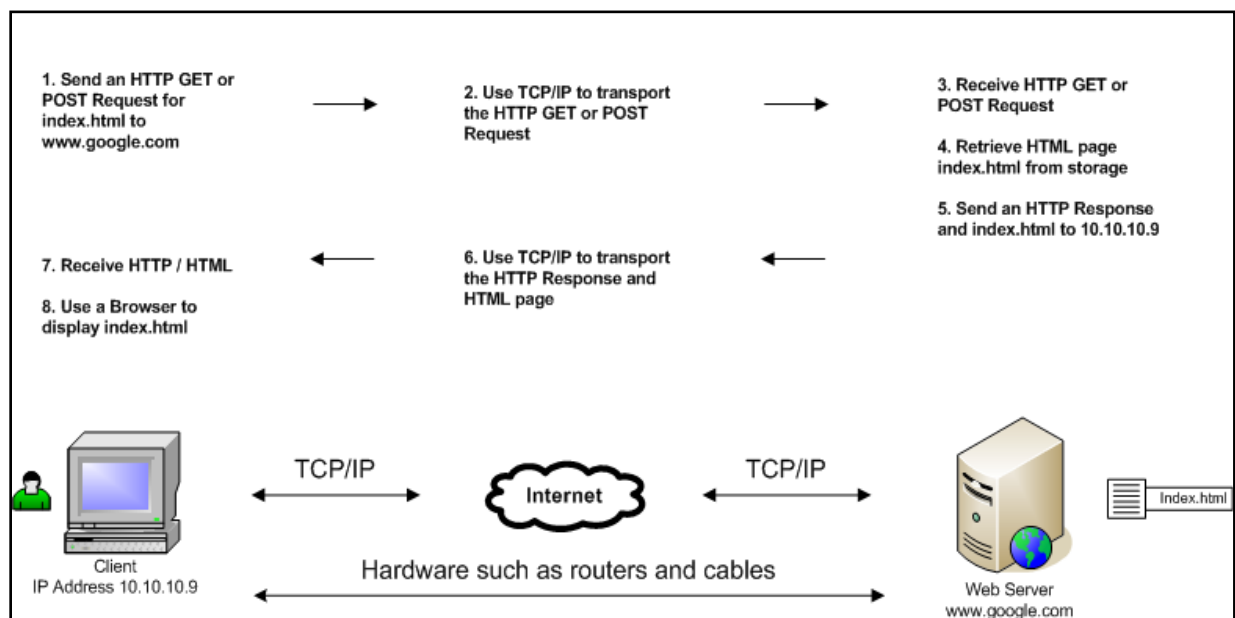 1. Send an HTTP GET or
POST Request for
index.html to
www.google.com
2. Use TCP/IP to transport
the HTTP GET or POST
Request
3. Receive HTTP GET or
POST Request
4. Retrieve HTML page
index.html from storage
5. Send an HTTP Response
and index.html to 10.10.10.9
6. Use TCP/IP to transport
the HTTP Response and
HTML page
7. Receive HTTP / HTML
8. Use a Browser to
display index.html
TCP/IP
Internet
TCP/IP
Index.html
Client
IP Address 10.10.10.9
Hardware such as routers and cables
Web Server
www.google.com